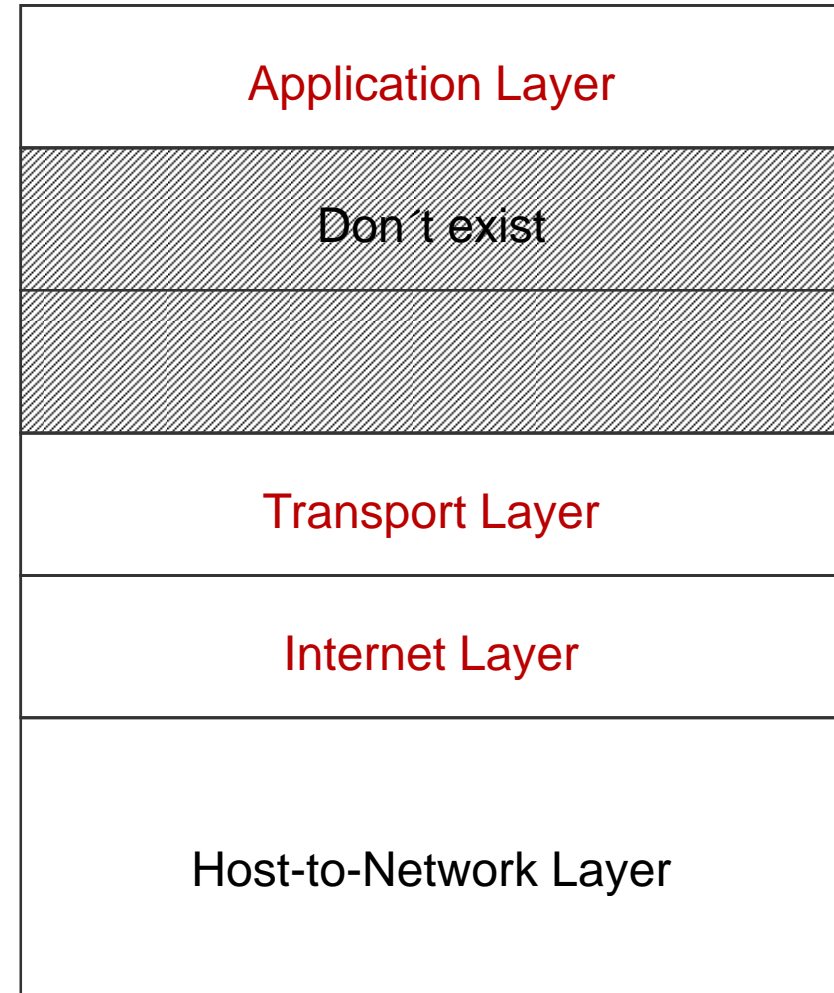 Application Layer
Don´t exist
Transport Layer
Internet Layer
Host-to-Network Layer